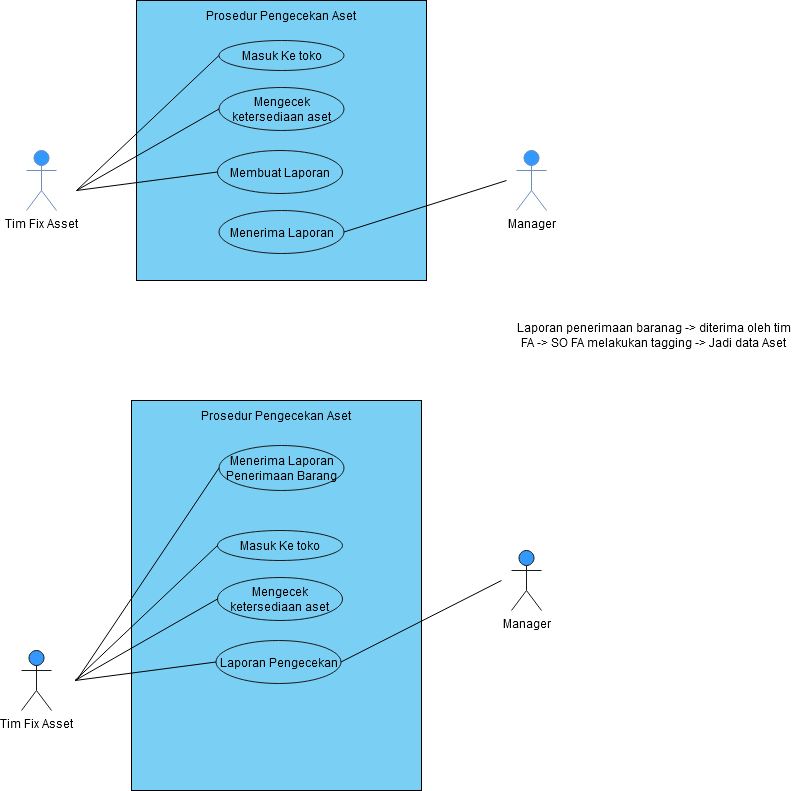 Prosedur Pengecekan Aset
Masuk Ke toko
Mengecek
ketersediaan aset
Membuat Laporan
Menerima Laporan
Tim Fix Asset
Manager
Laporan penerimaan baranag -> diterima oleh tim
FA -> SO FA melakukan tagging -> Jadi data Aset
Prosedur Pengecekan Aset
Menerima Laporan
Penerimaan Barang
Masuk Ke toko
Mengecek
ketersediaan aset
Laporan Pengecekan
Manager
Tim Fix Asset